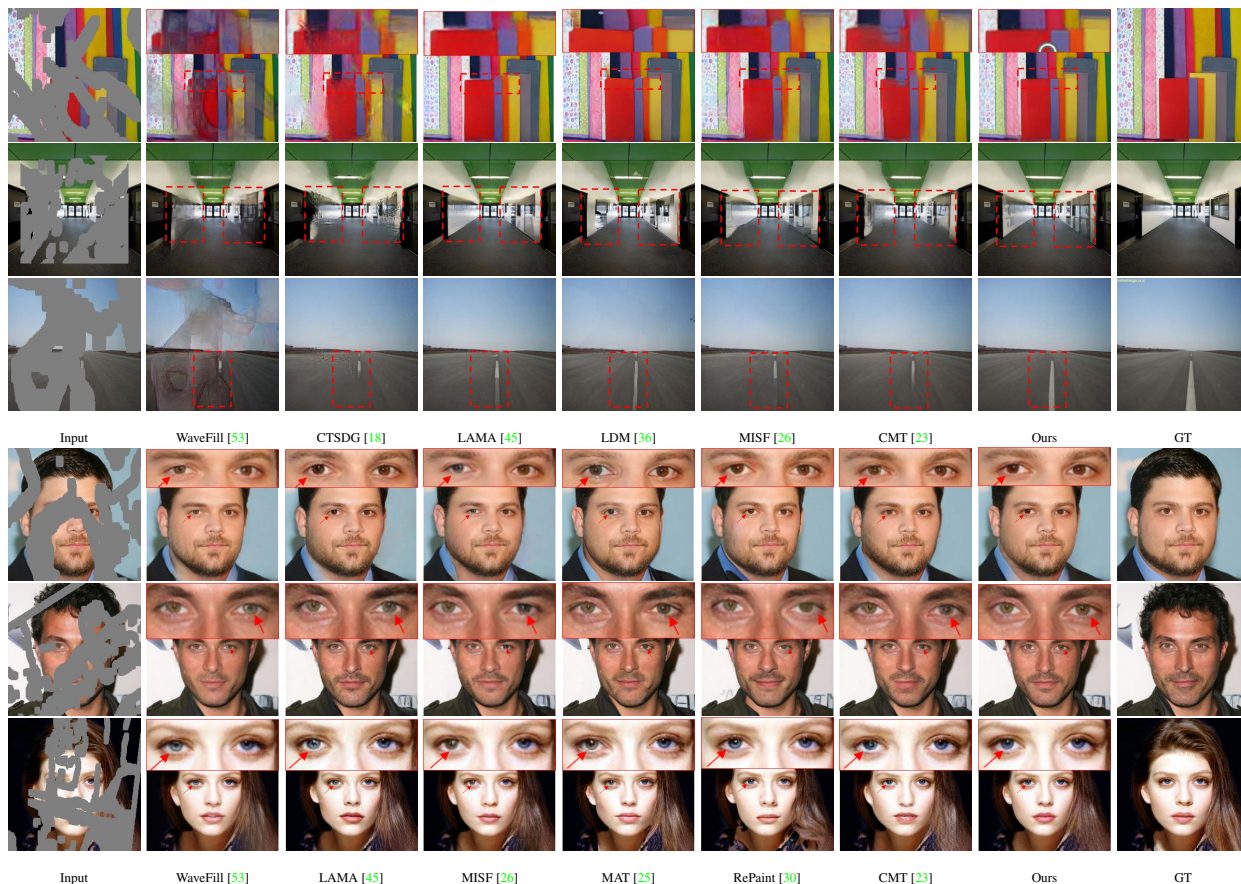 Input WaveFill [53] CTSDG [18] LAMA [45] LDM [36] MISF [26] CMT [23] Ours GT
Input WaveFill [53] LAMA [45] MISF [26] MAT [25] RePaint [30] CMT [23] Ours GT